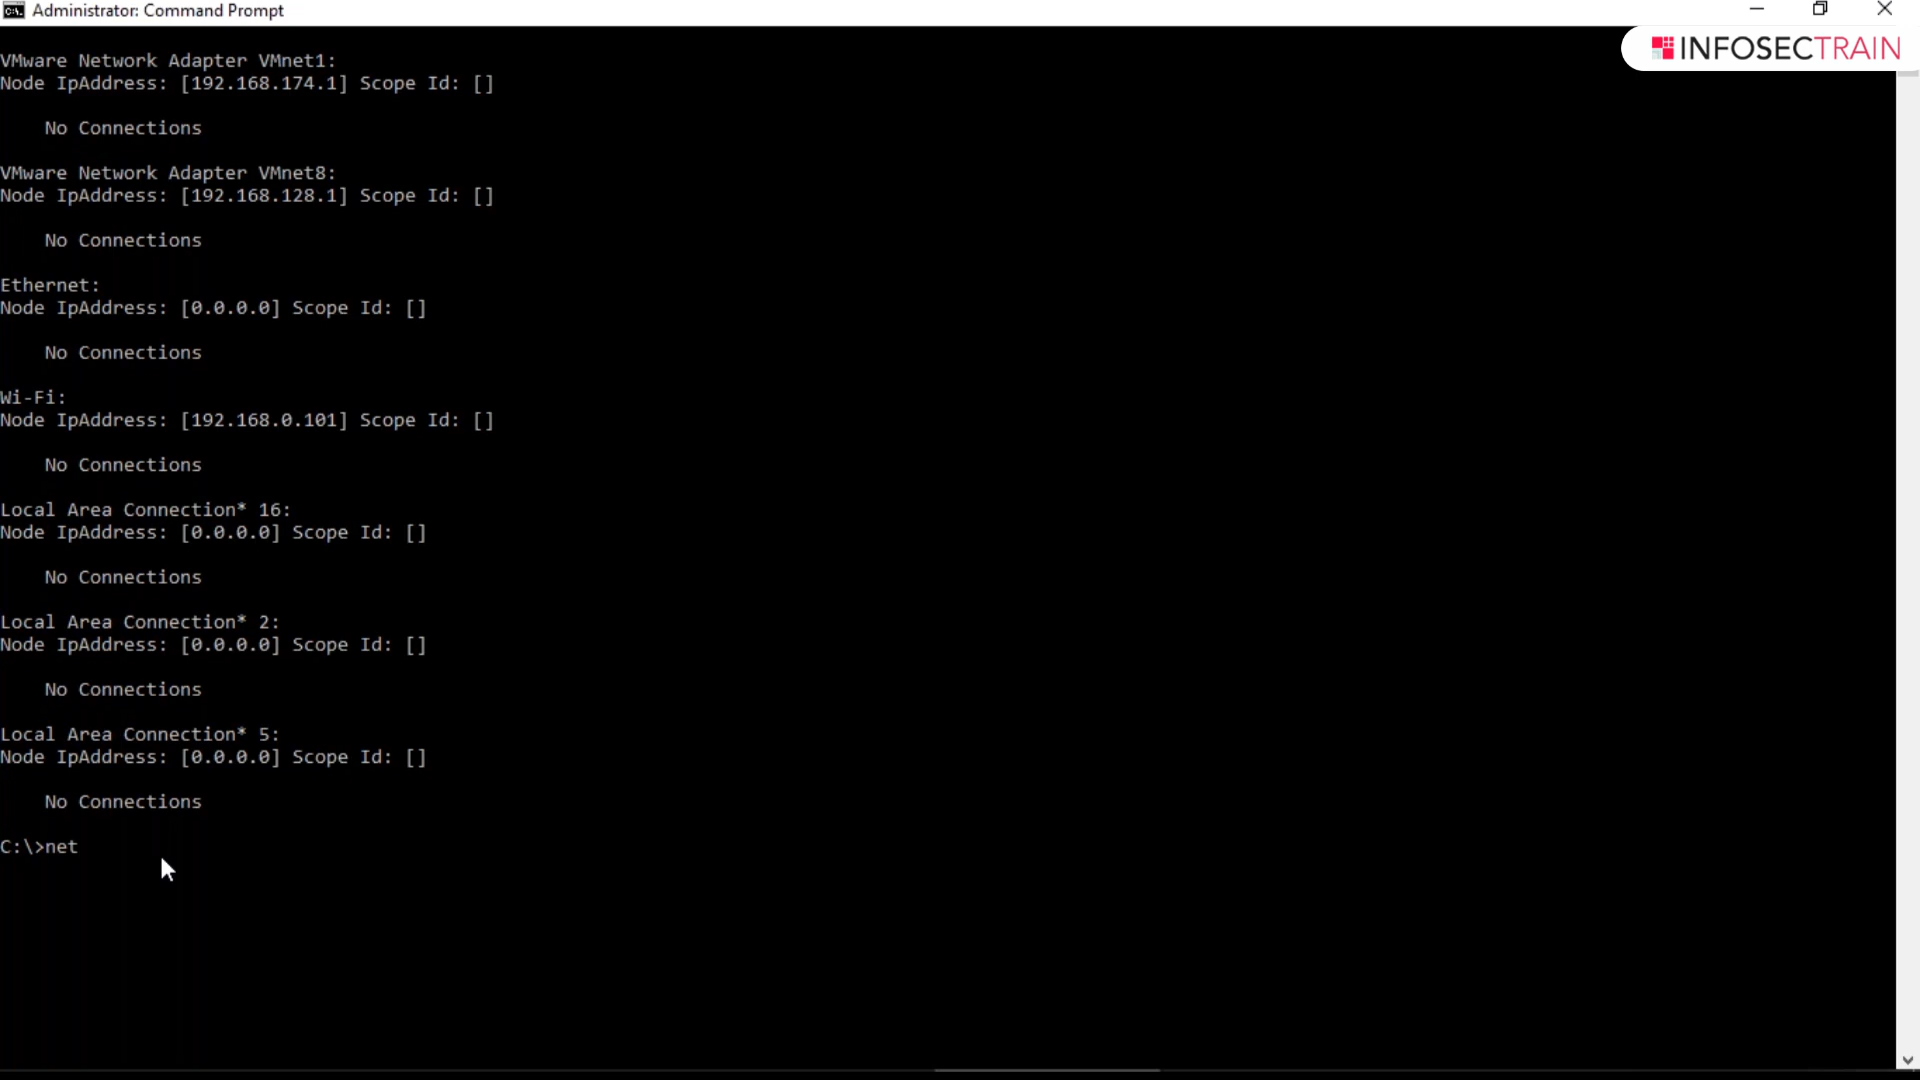 Administrator: Command Prompt
INFOSECTRAIN
VMware Network Adapter VMnet1:
Node IpAddress: [192.168.174.1] Scope Id: []
No Connections
VMware Network Adapter VMnet8:
Node IpAddress: [192.168.128.1] Scope Id: []
No Connections
Ethernet:
Node IpAddress: [0.0.0.0] Scope Id: []
No Connections
Wi-Fi:
Node IpAddress: [192.168.0.101] Scope Id: []
No Connections
Local Area Connection* 16:
Node IpAddress: [0.0.0.0] Scope Id: []
No Connections
Local Area Connection* 2:
Node IpAddress: [0.0.0.0] Scope Id: []
No Connections
Local Area Connection* 5:
Node IpAddress: [0.0.0.0] Scope Id: []
No Connections
C:\>net